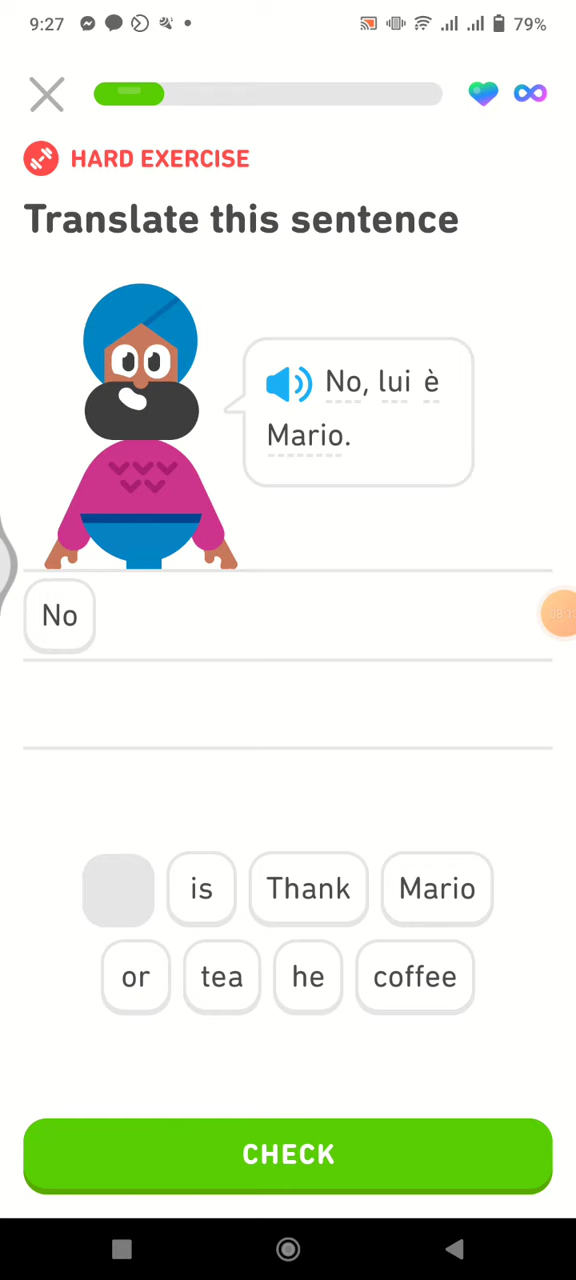 9:27 79%
HARD EXERCISE
Translate this sentence
No, lui è
Mario.
No
is Thank Mario
or tea he coffee
CHECK